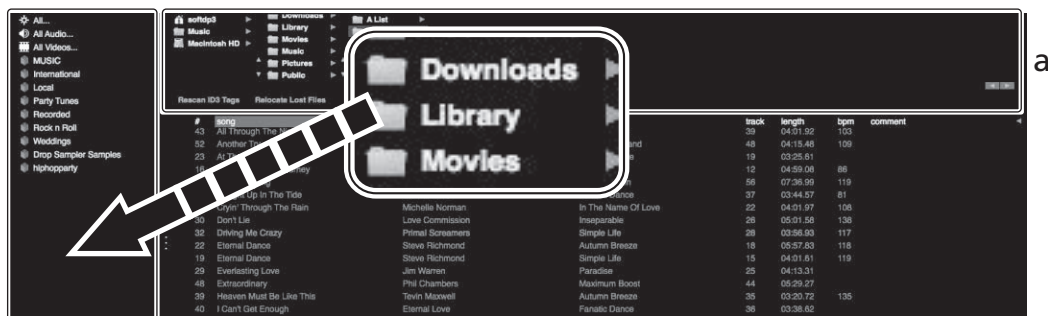 All...
All Audio...
All Videos...
MUSIC
International
Local
Party Tunes
Recorded
Rock n Roll
Weddings
Drop Sampler Samples
hiphopparty
softdp3
Music
Macintosh HD
Downloads
Library
Movies
Music
Pictures
Public
A List
Rescan ID3 Tags Relocate Lost Files
Downloads
Library
Movies
a
# song track length bpm comment
43 All Through The 39 04:01.92 103
52 Another 48 04:15.48 109
23 At 19 03:25.61
12 04:59.08 86
56 07:36.99 119
Up In The Tide Dance 37 03:44.57 81
Cryin' Through The Rain Michelle Norman In The Name Of Love 22 04:01.97 108
30 Don't Lie Love Commission Inseparable 26 05:01.58 138
32 Driving Me Crazy Primal Screamers Simple Life 28 03:56.93 117
22 Eternal Dance Steve Richmond Autumn Breeze 18 05:57.83 118
19 Eternal Dance Steve Richmond Simple Life 15 04:01.61 119
29 Everlasting Love Jim Warren Paradise 25 04:13.31
48 Extraordinary Phil Chambers Maximum Boost 44 05:29.27
39 Heaven Must Be Like This Tevin Maxwell Autumn Breeze 35 03:20.72 135
40 I Can't Get Enough Eternal Love Fanatic Dance 36 03:38.62